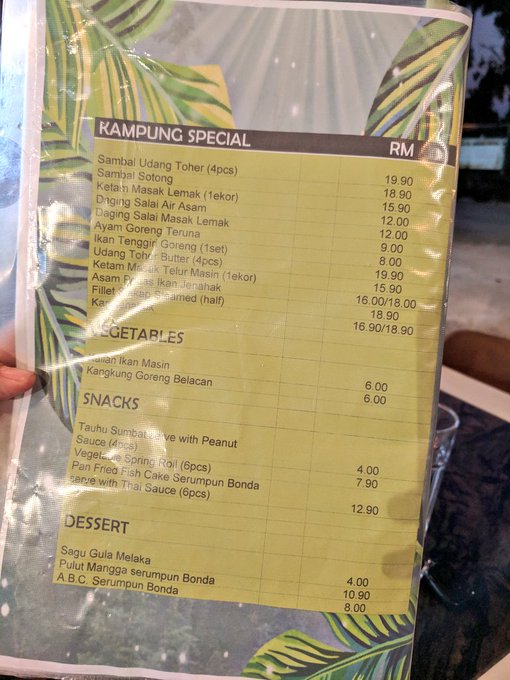 KAMPUNG SPECIAL RM
Sambal Udang Toher (4pcs) 19.90
Sambal Sotong 18.90
Ketam Masak Lemak (1ekor) 15.90
Daging Salai Air Asam 12.00
Daging Salai Masak Lemak 12.00
Ayam Goreng Teruna 9.00
Ikan Tenggiri Goreng (1set) 8.00
Udang Toher Butter (4pcs) 19.90
Ketam Masak Telur Masin (1ekor) 15.90
Asam Ikan Jenahak 16.00/18.00
Fillet Steamed (half) 18.90
16.90/18.90
VEGETABLES
Ikan Masin 6.00
Kangkung Goreng Belacan 6.00
SNACKS
Tauhu Sumbat serve with Peanut
Sauce (4pcs) 4.00
Vegetable Spring Roil (6pcs) 7.90
Pan Fried Fish Cake Serumpun Bonda
serve with Thai Sauce (6pcs) 12.90
DESSERT
Sagu Gula Melaka 4.00
Pulut Mangga serumpun Bonda 10.90
A.B.C. Serumpun Bonda 8.00